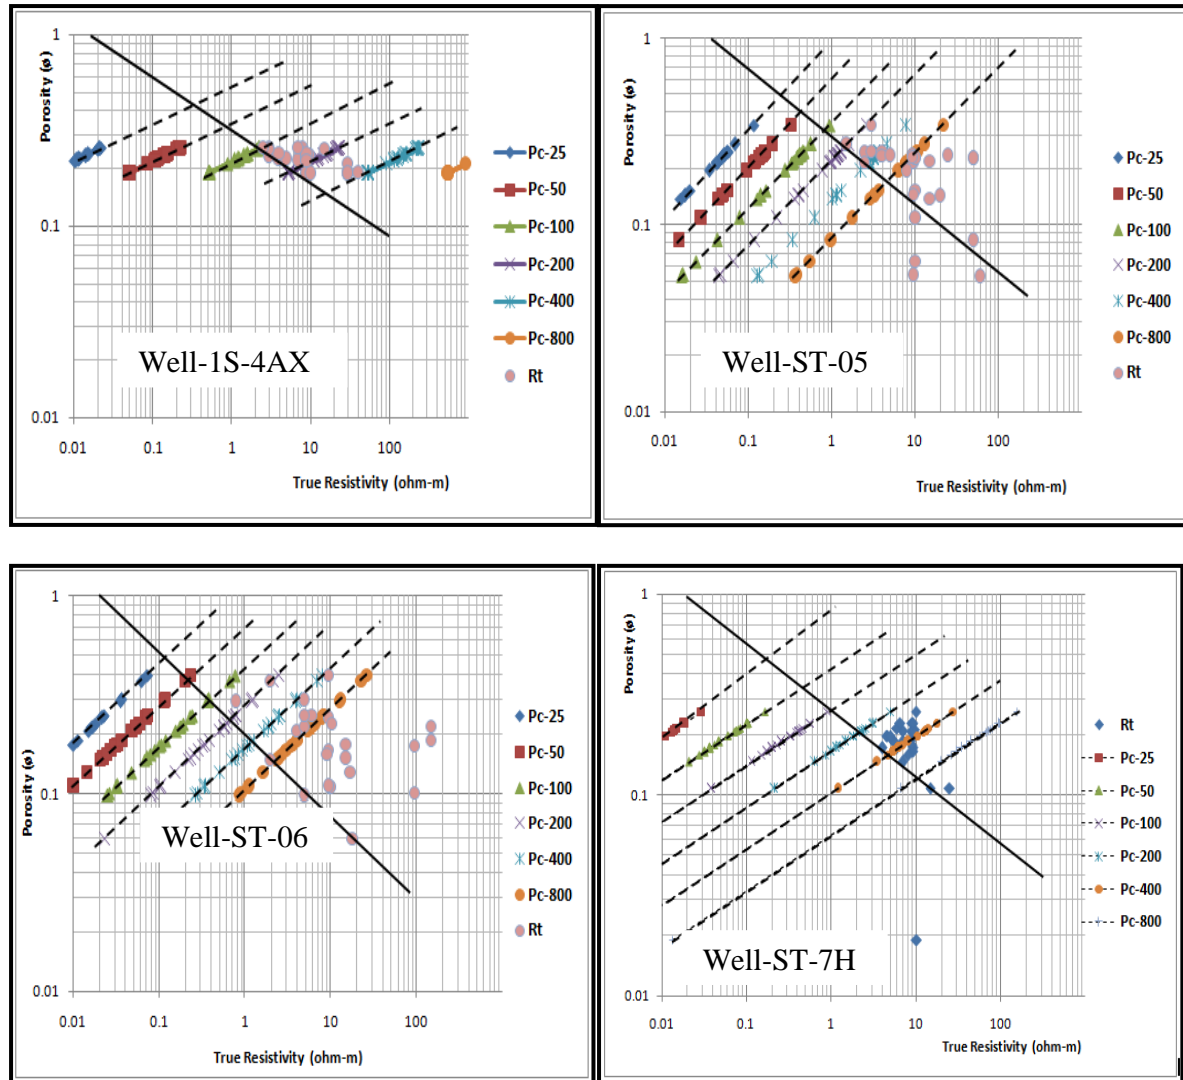 1
Porosity (ø)
0.1
0.01
0.01 0.1 1 10 100
True Resistivity (ohm-m)
Well-1S-4AX
Pc-25
Pc-50
Pc-100
Pc-200
Pc-400
Pc-800
Rt
1
Porosity (ø)
0.1
0.01
0.01 0.1 1 10 100
True Resistivity (ohm-m)
Well-ST-05
Pc-25
Pc-50
Pc-100
Pc-200
Pc-400
Pc-800
Rt
1
Porosity (ø)
0.1
0.01
0.01 0.1 1 10 100
True Resistivity (ohm-m)
Well-ST-06
Pc-25
Pc-50
Pc-100
Pc-200
Pc-400
Pc-800
Rt
1
Porosity (ø)
0.1
0.01
0.01 0.1 1 10 100
True Resistivity (ohm-m)
Well-ST-7H
Rt
Pc-25
Pc-50
Pc-100
Pc-200
Pc-400
Pc-800